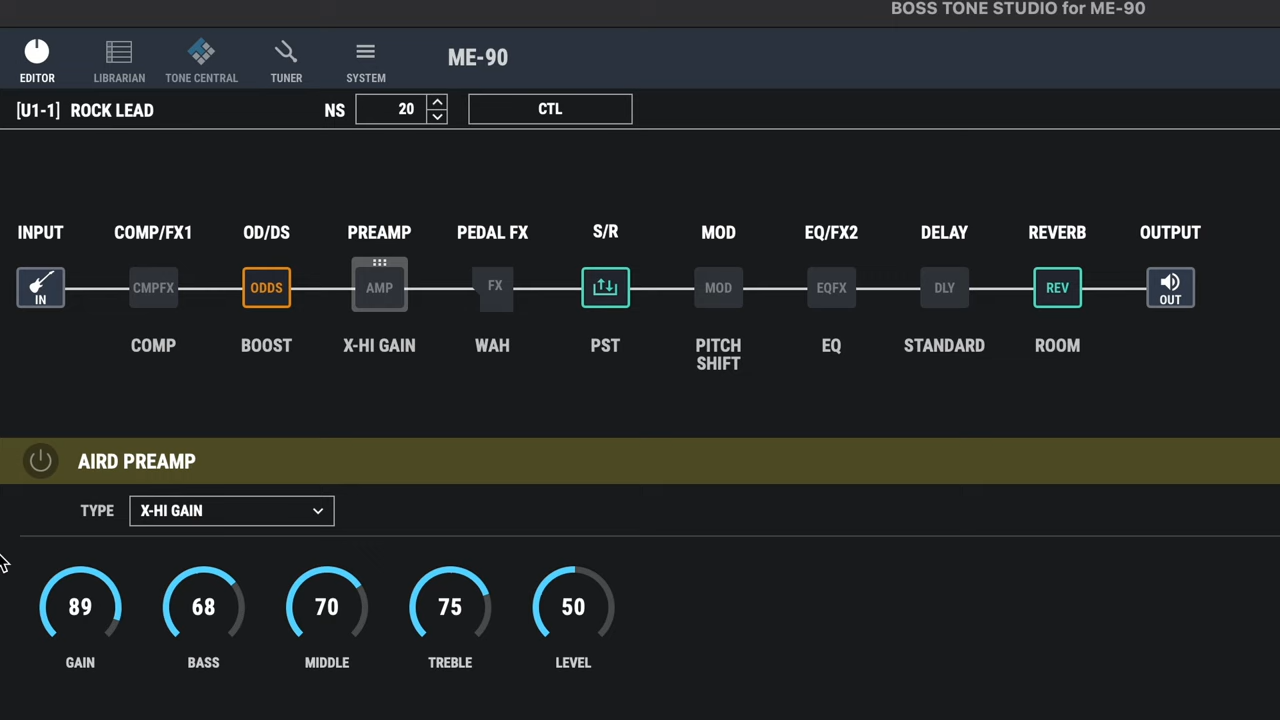 BOSS TONE STUDIO for ME-90
EDITOR
LIBRARIAN
TONE CENTRAL
TUNER
SYSTEM
ME-90
[U1-1] ROCK LEAD
NS
20
CTL
INPUT
COMP/FX1
OD/DS
PREAMP
PEDAL FX
S/R
MOD
EQ/FX2
DELAY
REVERB
OUTPUT
IN
CMPFX
ODDS
AMP
FX
MOD
EQFX
DLY
REV
OUT
COMP
BOOST
X-HI GAIN
WAH
PST
PITCH
SHIFT
EQ
STANDARD
ROOM
AIRD PREAMP
TYPE
X-HI GAIN
89
68
70
75
50
GAIN
BASS
MIDDLE
TREBLE
LEVEL